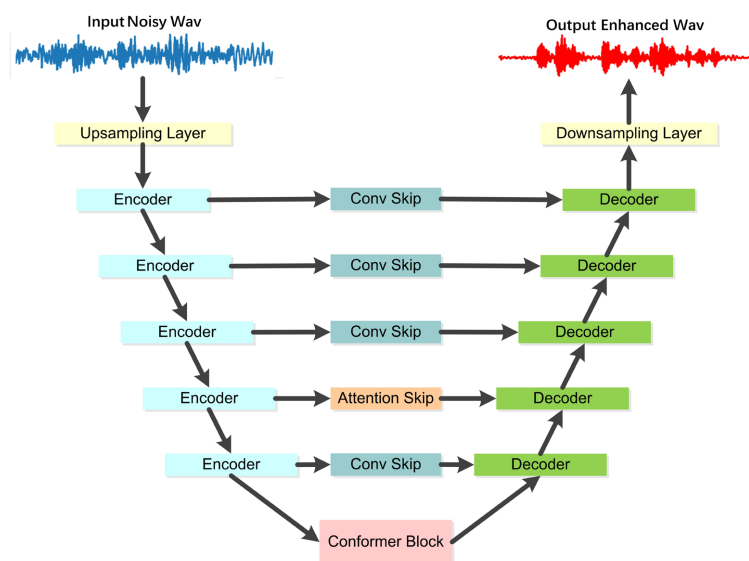 Input Noisy Wav
Output Enhanced Wav
Upsampling Layer
Downsampling Layer
Encoder
Conv Skip
Decoder
Encoder
Conv Skip
Decoder
Encoder
Conv Skip
Decoder
Encoder
Attention Skip
Decoder
Encoder
Conv Skip
Decoder
Conformer Block